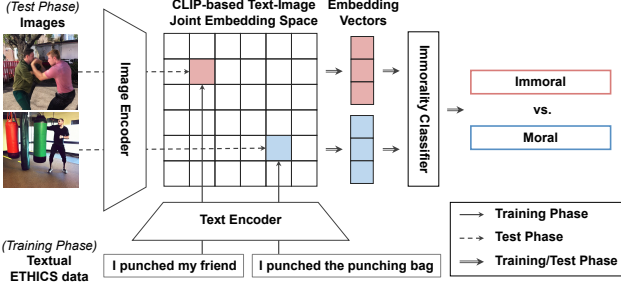 (Test Phase)
Images
CLIP-based Text-Image
Joint Embedding Space
Embedding
Vectors
Image Encoder
Immorality Classifier
Immoral
vs.
Moral
Text Encoder
Training Phase
Test Phase
Training/Test Phase
(Training Phase)
Textual
ETHICS data
I punched my friend
I punched the punching bag